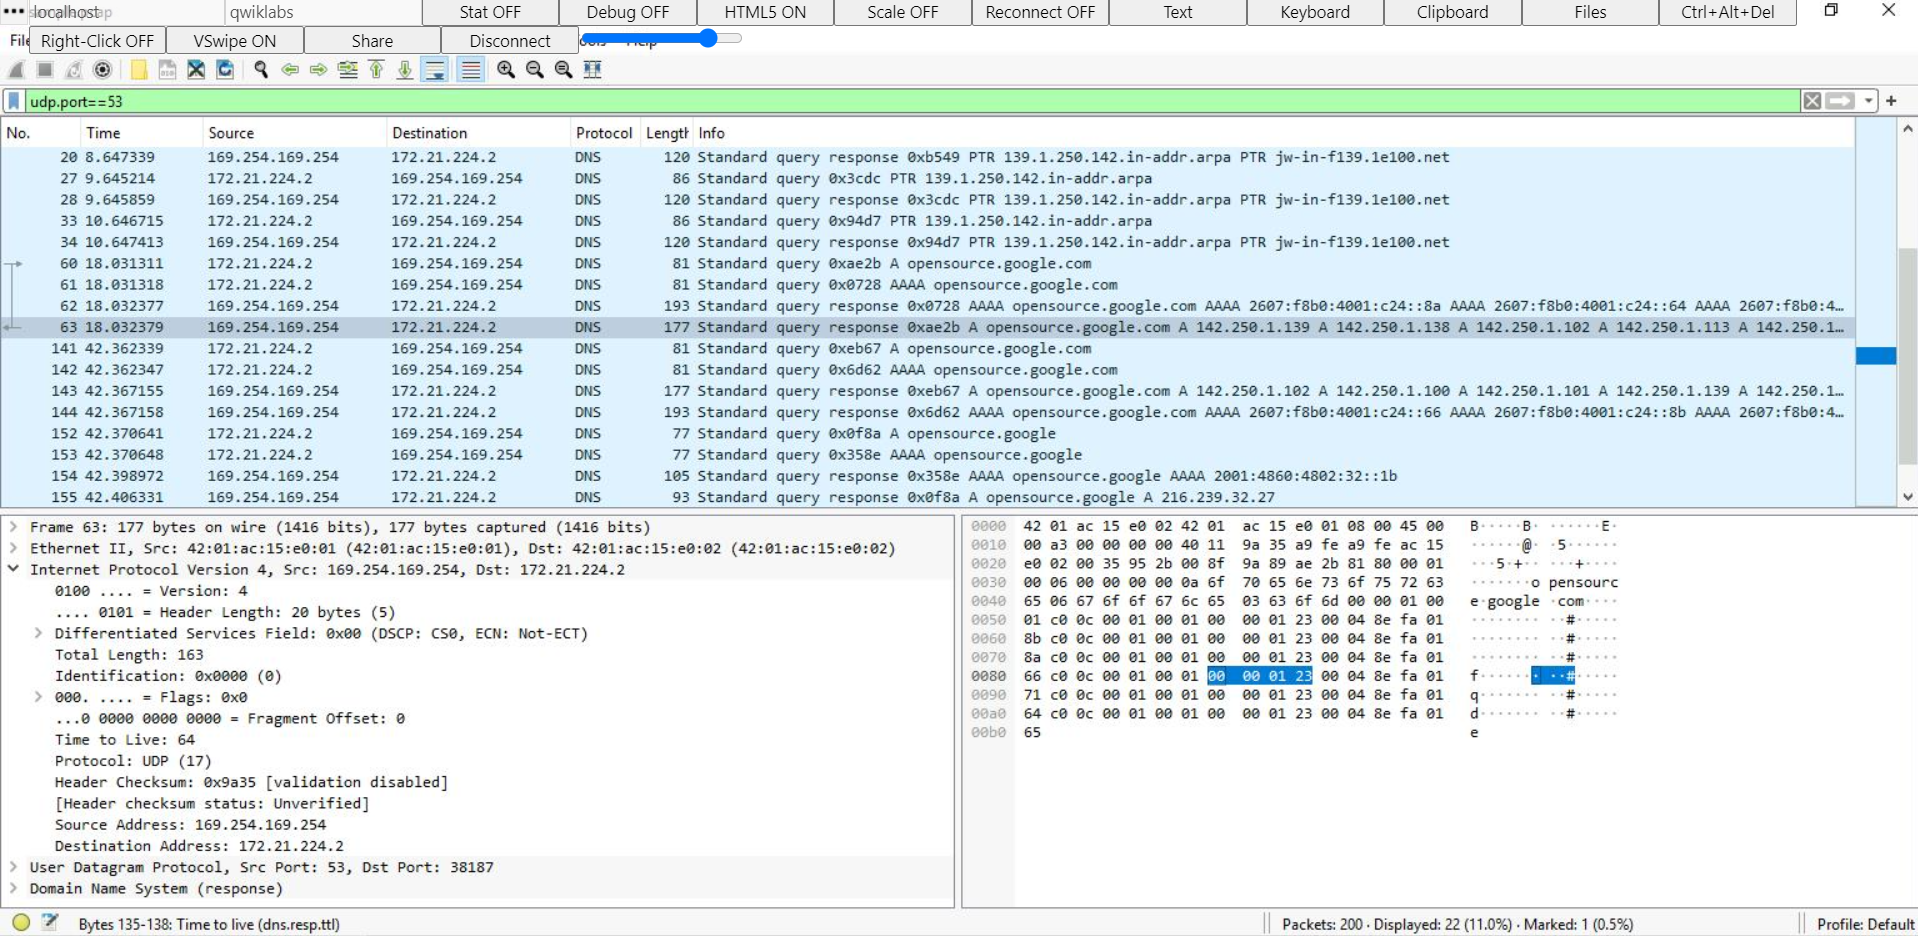 localhost qwiklabs Stat OFF Debug OFF HTML5 ON Scale OFF Reconnect OFF Text Keyboard Clipboard Files Ctrl+Alt+Del
Right-Click OFF VSwipe ON Share Disconnect Help
udp.port==53
No. Time Source Destination Protocol Length Info
20 8.647339 169.254.169.254 172.21.224.2 DNS 120 Standard query response 0xb549 PTR 139.1.250.142.in-addr.arpa PTR jw-in-f139.1e100.net
27 9.645214 172.21.224.2 169.254.169.254 DNS 86 Standard query 0x3cdc PTR 139.1.250.142.in-addr.arpa
28 9.645859 169.254.169.254 172.21.224.2 DNS 120 Standard query response 0x3cdc PTR 139.1.250.142.in-addr.arpa PTR jw-in-f139.1e100.net
33 10.646715 172.21.224.2 169.254.169.254 DNS 86 Standard query 0x94d7 PTR 139.1.250.142.in-addr.arpa
34 10.647413 169.254.169.254 172.21.224.2 DNS 120 Standard query response 0x94d7 PTR 139.1.250.142.in-addr.arpa PTR jw-in-f139.1e100.net
60 18.031311 172.21.224.2 169.254.169.254 DNS 81 Standard query 0xae2b A opensource.google.com
61 18.031318 172.21.224.2 169.254.169.254 DNS 81 Standard query 0x0728 AAAA opensource.google.com
62 18.032377 169.254.169.254 172.21.224.2 DNS 193 Standard query response 0x0728 AAAA opensource.google.com AAAA 2607:f8b0:4001:c24::8a AAAA 2607:f8b0:4001:c24::64 AAAA 2607:f8b0:4…
63 18.032379 169.254.169.254 172.21.224.2 DNS 177 Standard query response 0xae2b A opensource.google.com A 142.250.1.139 A 142.250.1.138 A 142.250.1.102 A 142.250.1.113 A 142.250.1…
141 42.362339 172.21.224.2 169.254.169.254 DNS 81 Standard query 0xeb67 A opensource.google.com
142 42.362347 172.21.224.2 169.254.169.254 DNS 81 Standard query 0x6d62 AAAA opensource.google.com
143 42.367155 169.254.169.254 172.21.224.2 DNS 177 Standard query response 0xeb67 A opensource.google.com A 142.250.1.102 A 142.250.1.100 A 142.250.1.101 A 142.250.1.139 A 142.250.1…
144 42.367158 169.254.169.254 172.21.224.2 DNS 193 Standard query response 0x6d62 AAAA opensource.google.com AAAA 2607:f8b0:4001:c24::66 AAAA 2607:f8b0:4001:c24::8b AAAA 2607:f8b0:4…
152 42.370641 172.21.224.2 169.254.169.254 DNS 77 Standard query 0x0f8a A opensource.google
153 42.370648 172.21.224.2 169.254.169.254 DNS 77 Standard query 0x358e AAAA opensource.google
154 42.398972 169.254.169.254 172.21.224.2 DNS 105 Standard query response 0x358e AAAA opensource.google AAAA 2001:4860:4802:32::1b
155 42.406331 169.254.169.254 172.21.224.2 DNS 93 Standard query response 0x0f8a A opensource.google A 216.239.32.27
Frame 63: 177 bytes on wire (1416 bits), 177 bytes captured (1416 bits)
Ethernet II, Src: 42:01:ac:15:e0:01 (42:01:ac:15:e0:01), Dst: 42:01:ac:15:e0:02 (42:01:ac:15:e0:02)
Internet Protocol Version 4, Src: 169.254.169.254, Dst: 172.21.224.2
0100 .... = Version: 4
.... 0101 = Header Length: 20 bytes (5)
Differentiated Services Field: 0x00 (DSCP: CS0, ECN: Not-ECT)
Total Length: 163
Identification: 0x0000 (0)
000. .... = Flags: 0x0
...0 0000 0000 0000 = Fragment Offset: 0
Time to Live: 64
Protocol: UDP (17)
Header Checksum: 0x9a35 [validation disabled]
[Header checksum status: Unverified]
Source Address: 169.254.169.254
Destination Address: 172.21.224.2
User Datagram Protocol, Src Port: 53, Dst Port: 38187
Domain Name System (response)
0000 42 01 ac 15 e0 02 42 01 ac 15 e0 01 08 00 45 00 B·····B· ······E·
0010 00 a3 00 00 00 00 40 11 9a 35 a9 fe a9 fe ac 15 ······@· ·5······
0020 e0 02 00 35 95 2b 00 8f 9a 89 ae 2b 81 80 00 01 ···5·+·· ···+····
0030 00 06 00 00 00 00 0a 6f 70 65 6e 73 6f 75 72 63 ·······o pensourc
0040 65 06 67 6f 6f 67 6c 65 03 63 6f 6d 00 00 01 00 e·google ·com····
0050 01 c0 0c 00 01 00 01 00 00 01 23 00 04 8e fa 01 ········ ··#·····
0060 8b c0 0c 00 01 00 01 00 00 01 23 00 04 8e fa 01 ········ ··#·····
0070 8a c0 0c 00 01 00 01 00 00 01 23 00 04 8e fa 01 ········ ··#·····
0080 66 c0 0c 00 01 00 01 00 00 01 23 00 04 8e fa 01 f······· ··#·····
0090 71 c0 0c 00 01 00 01 00 00 01 23 00 04 8e fa 01 q······· ··#·····
00a0 64 c0 0c 00 01 00 01 00 00 01 23 00 04 8e fa 01 d······· ··#·····
00b0 65 e
Bytes 135-138: Time to live (dns.resp.ttl) Packets: 200 · Displayed: 22 (11.0%) · Marked: 1 (0.5%) Profile: Default